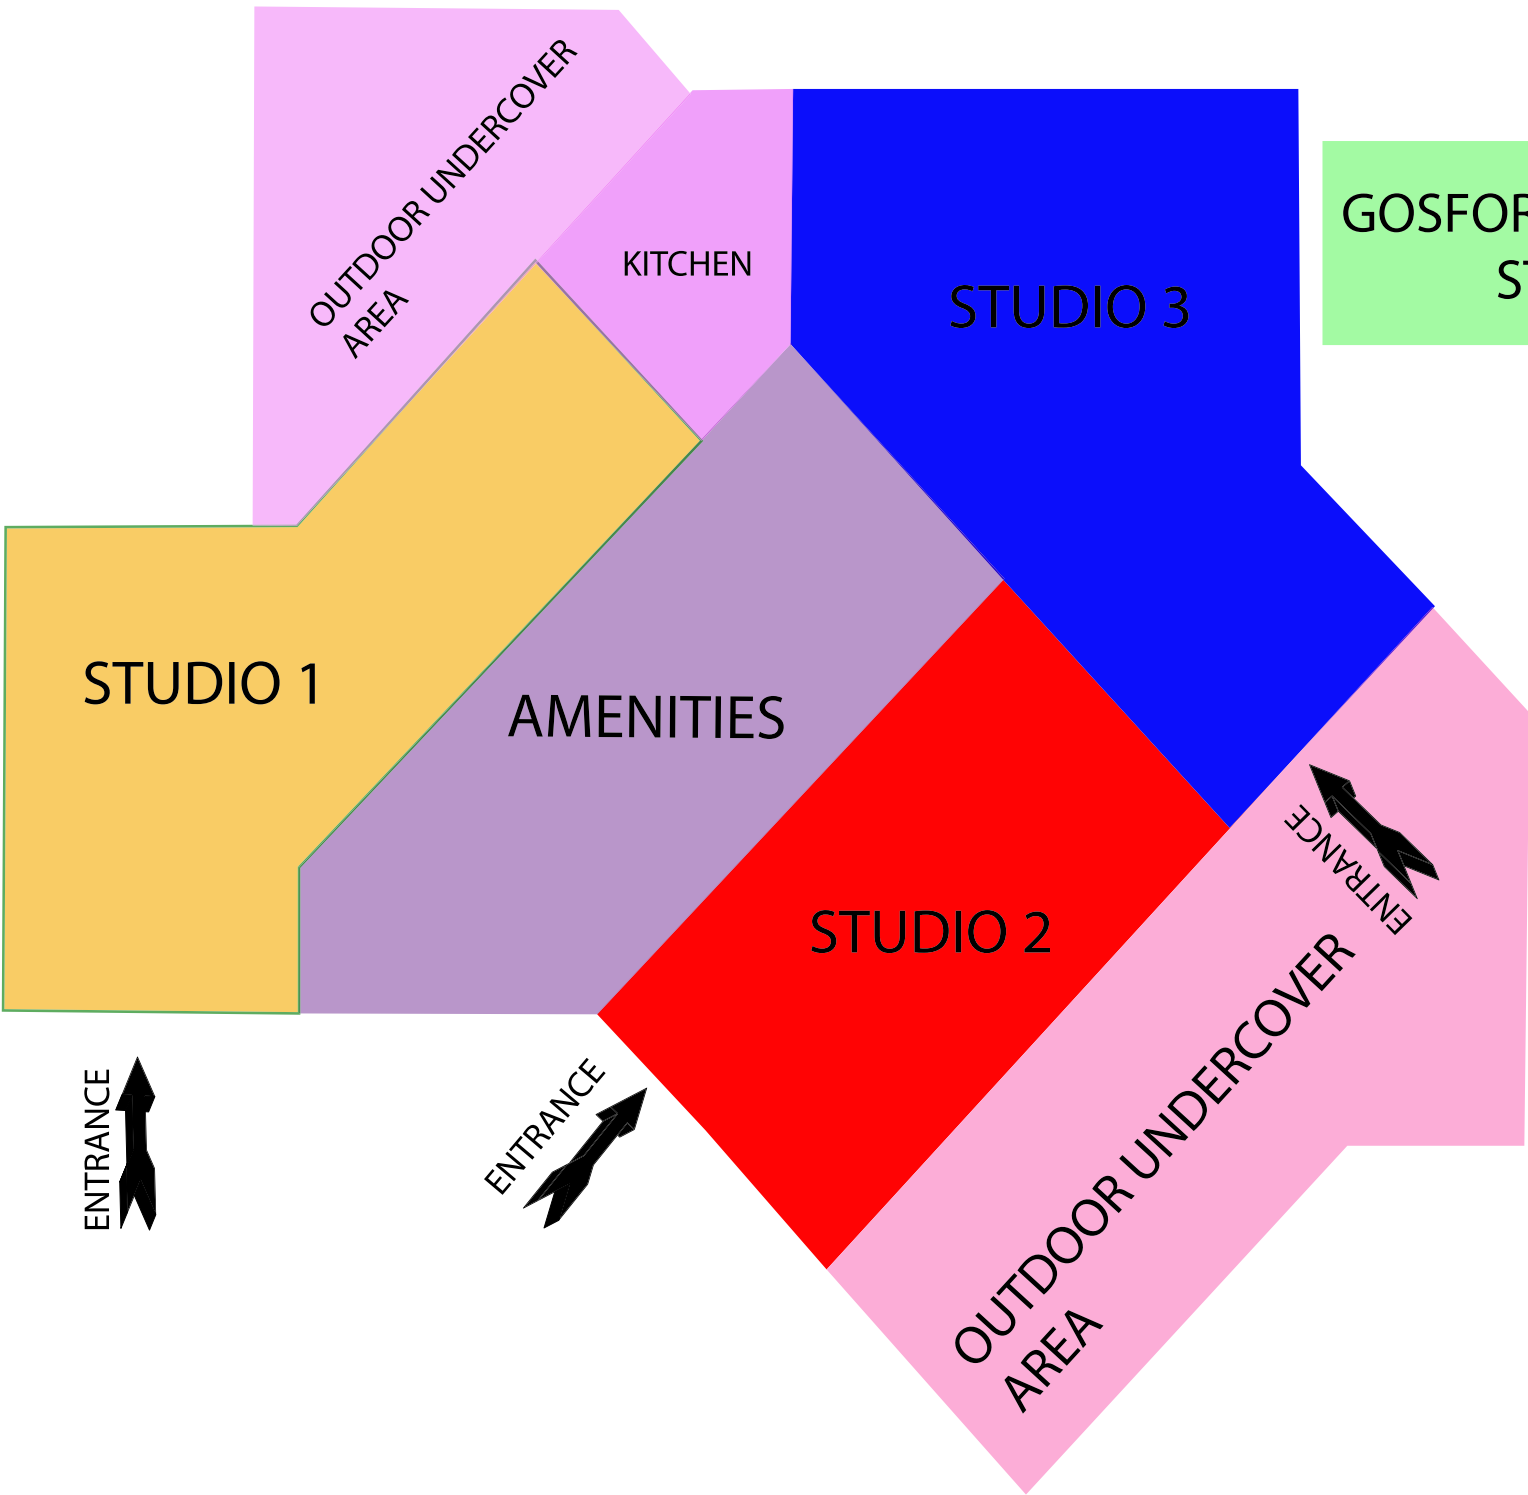 OUTDOOR UNDERCOVER
AREA
KITCHEN
STUDIO 3
STUDIO 1
AMENITIES
STUDIO 2
ENTRANCE
ENTRANCE
ENTRANCE
OUTDOOR UNDERCOVER
AREA